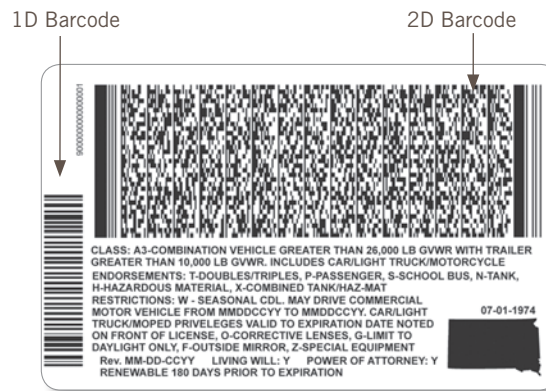 1D Barcode
2D Barcode
9000000000000001
CLASS: A3-COMBINATION VEHICLE GREATER THAN 26,000 LB GVWR WITH TRAILER
GREATER THAN 10,000 LB GVWR. INCLUDES CAR/LIGHT TRUCK/MOTORCYCLE
ENDORSEMENTS: T-DOUBLES/TRIPLES, P-PASSENGER, S-SCHOOL BUS, N-TANK,
H-HAZARDOUS MATERIAL, X-COMBINED TANK/HAZ-MAT
RESTRICTIONS: W - SEASONAL CDL. MAY DRIVE COMMERCIAL
MOTOR VEHICLE FROM MMDDCCYY TO MMDDCCYY. CAR/LIGHT
TRUCK/MOPED PRIVELEGES VALID TO EXPIRATION DATE NOTED
ON FRONT OF LICENSE, O-CORRECTIVE LENSES, G-LIMIT TO
DAYLIGHT ONLY, F-OUTSIDE MIRROR, Z-SPECIAL EQUIPMENT
Rev. MM-DD-CCYY LIVING WILL: Y POWER OF ATTORNEY: Y
RENEWABLE 180 DAYS PRIOR TO EXPIRATION
07-01-1974